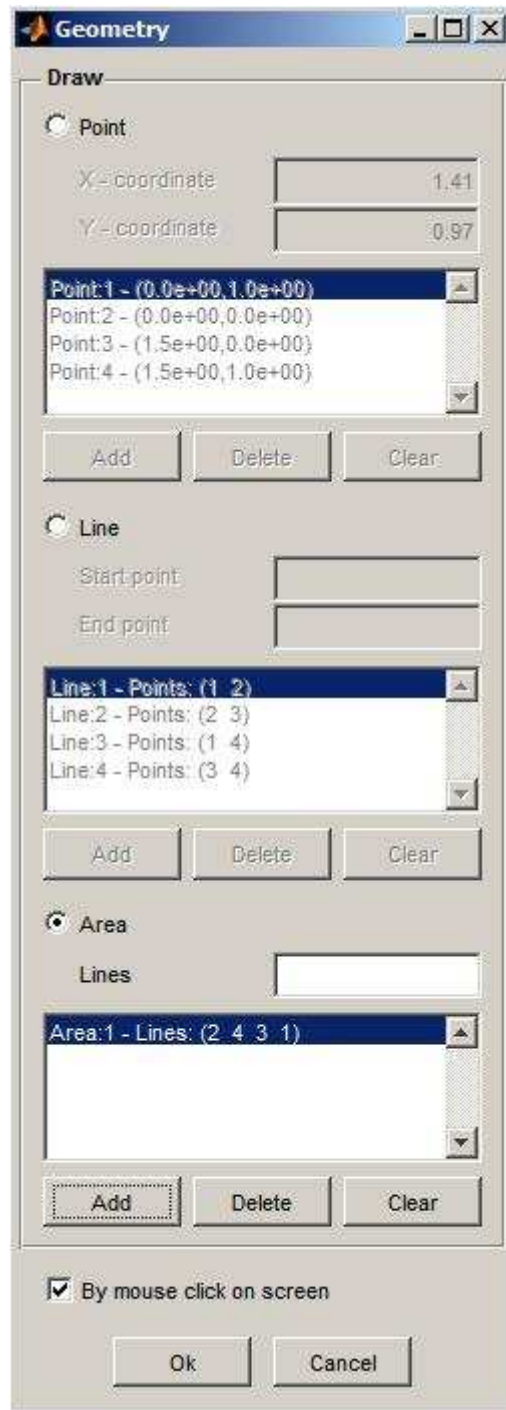 Geometry
Draw
Point
X - coordinate 1.41
Y - coordinate 0.97
Point:1 - (0.0e+00,1.0e+00)
Point:2 - (0.0e+00,0.0e+00)
Point:3 - (1.5e+00,0.0e+00)
Point:4 - (1.5e+00,1.0e+00)
Add Delete Clear
Line
Start point
End point
Line:1 - Points: (1 2)
Line:2 - Points: (2 3)
Line:3 - Points: (1 4)
Line:4 - Points: (3 4)
Add Delete Clear
Area
Lines
Area:1 - Lines: (2 4 3 1)
Add Delete Clear
By mouse click on screen
Ok Cancel